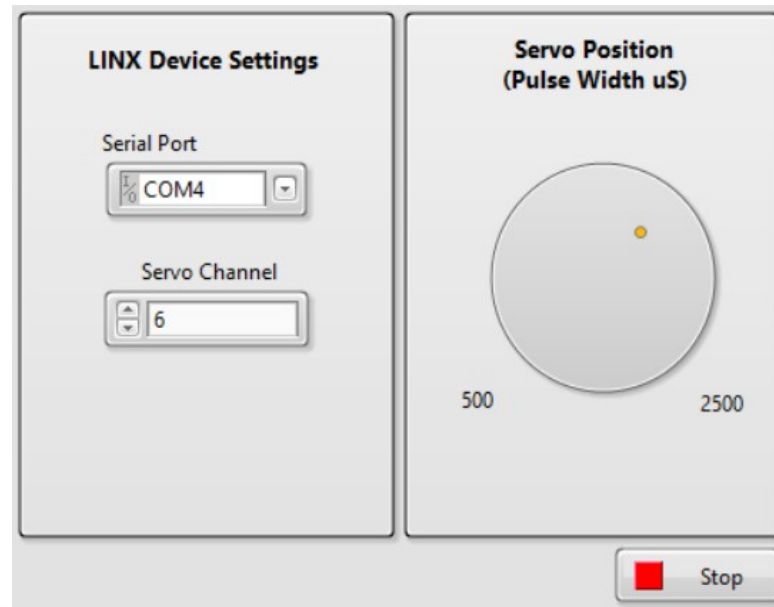 LINX Device Settings
Serial Port
I/O COM4
Servo Channel
6
Servo Position
(Pulse Width uS)
500
2500
Stop